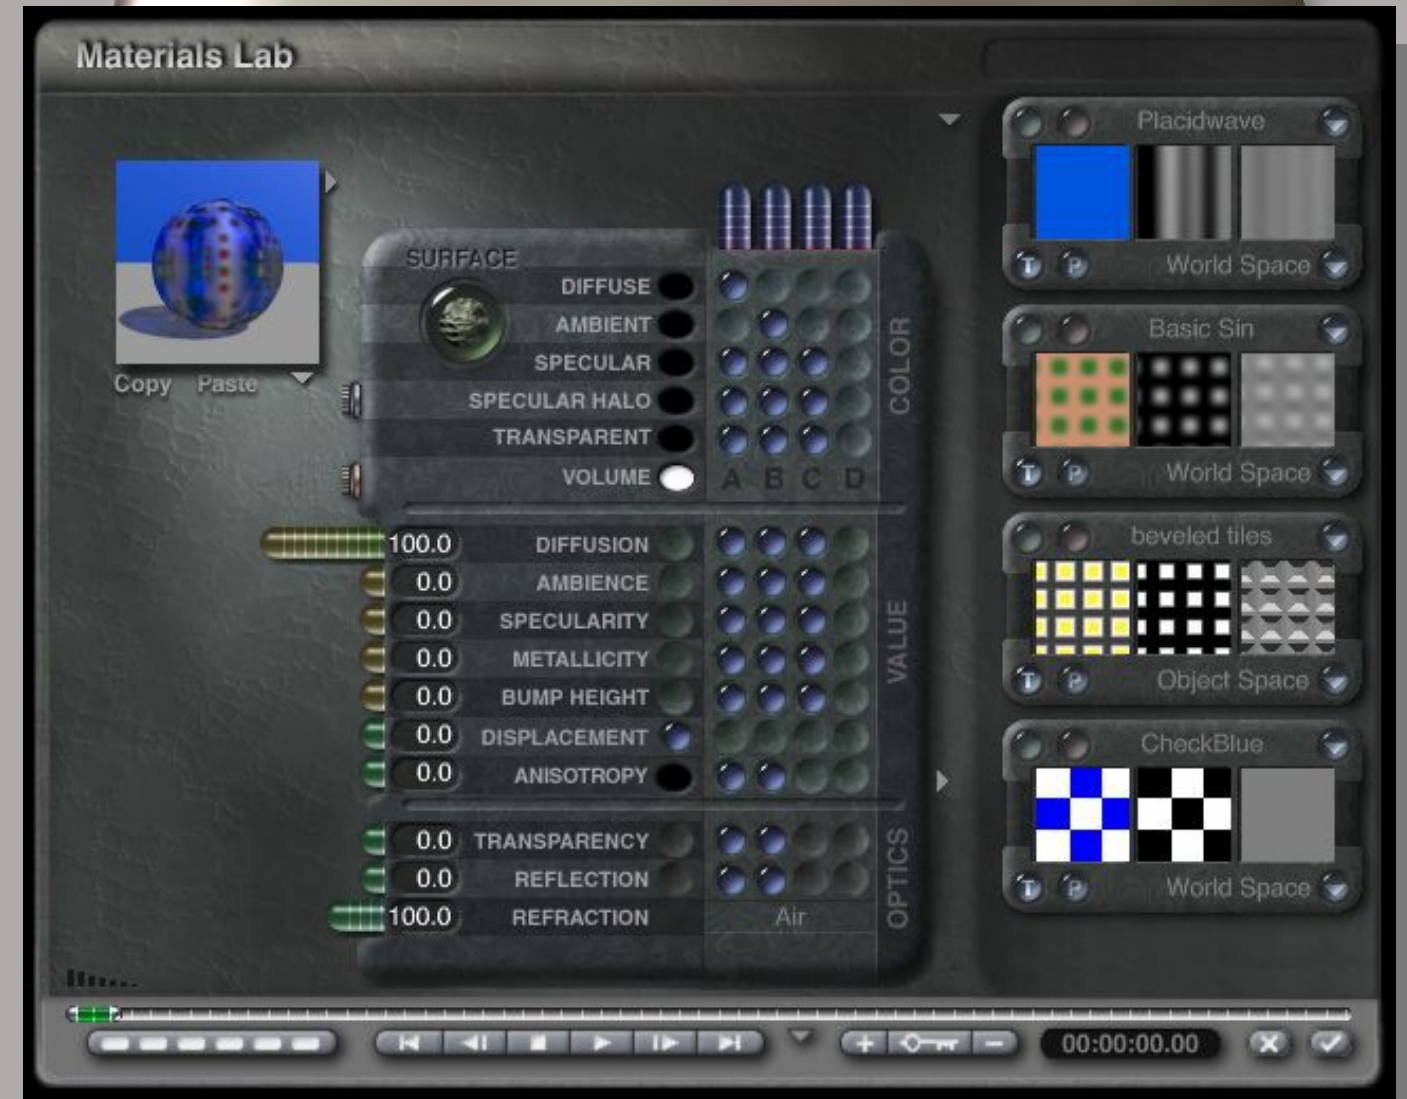 Materials Lab
Copy Paste
SURFACE
DIFFUSE
AMBIENT
SPECULAR
SPECULAR HALO
TRANSPARENT
VOLUME A B C D
COLOR
100.0 DIFFUSION
0.0 AMBIENCE
0.0 SPECULARITY
0.0 METALLICITY
0.0 BUMP HEIGHT
0.0 DISPLACEMENT
0.0 ANISOTROPY
VALUE
0.0 TRANSPARENCY
0.0 REFLECTION
100.0 REFRACTION Air
OPTICS
Placidwave
T P World Space
Basic Sin
T P World Space
beveled tiles
T P Object Space
CheckBlue
T P World Space
00:00:00.00